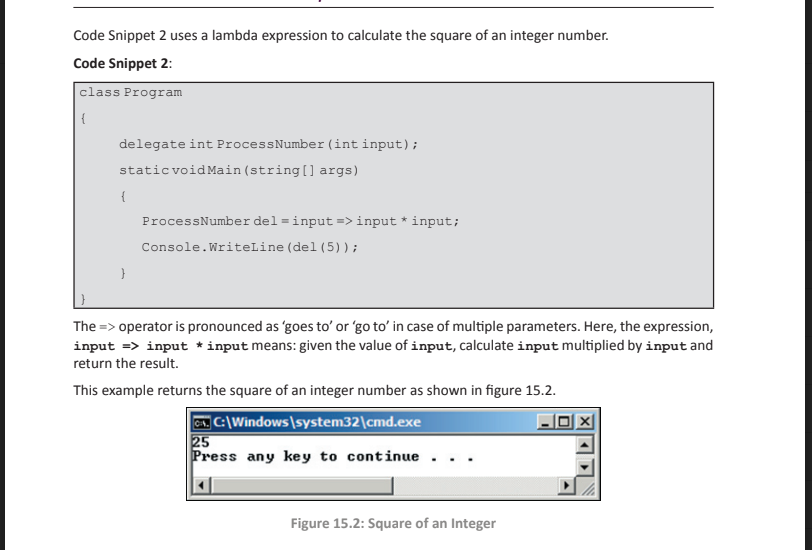 Code Snippet 2 uses a lambda expression to calculate the square of an integer number.
Code Snippet 2:
class Program
{
delegate int ProcessNumber(int input);
static void Main(string[] args)
{
ProcessNumber del = input => input * input;
Console.WriteLine(del(5));
}
}
The => operator is pronounced as ‘goes to’ or ‘go to’ in case of multiple parameters. Here, the expression,
input => input * input means: given the value of input, calculate input multiplied by input and
return the result.
This example returns the square of an integer number as shown in figure 15.2.
C:\Windows\system32\cmd.exe
25
Press any key to continue . . .
Figure 15.2: Square of an Integer